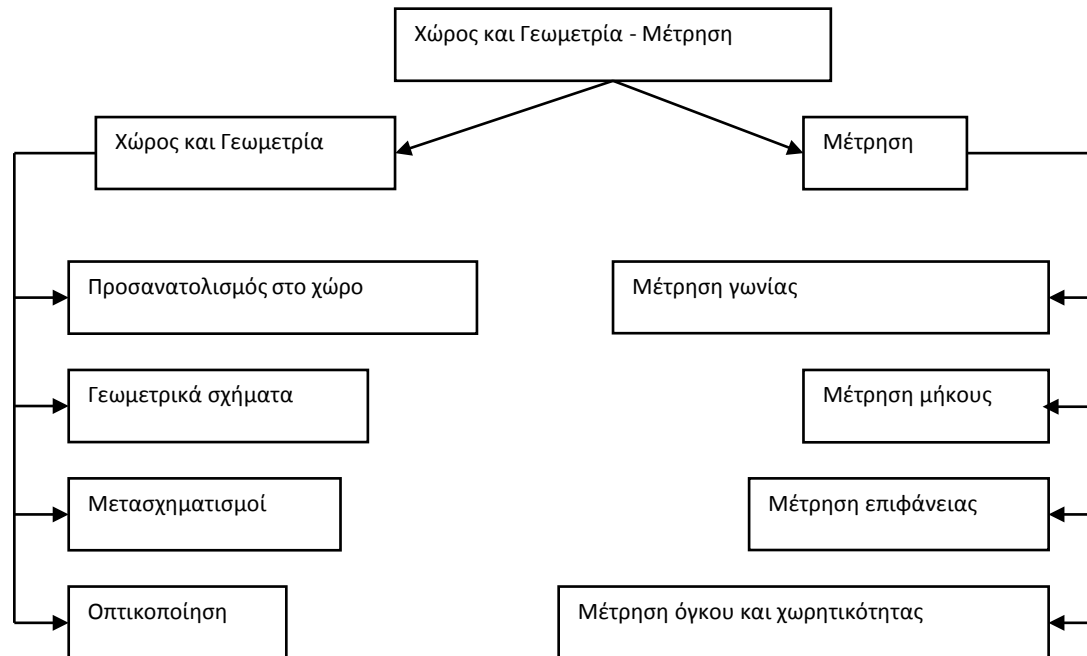 Χώρος και Γεωμετρία - Μέτρηση
Χώρος και Γεωμετρία
Μέτρηση
Προσανατολισμός στο χώρο
Μέτρηση γωνίας
Γεωμετρικά σχήματα
Μέτρηση μήκους
Μετασχηματισμοί
Μέτρηση επιφάνειας
Οπτικοποίηση
Μέτρηση όγκου και χωρητικότητας